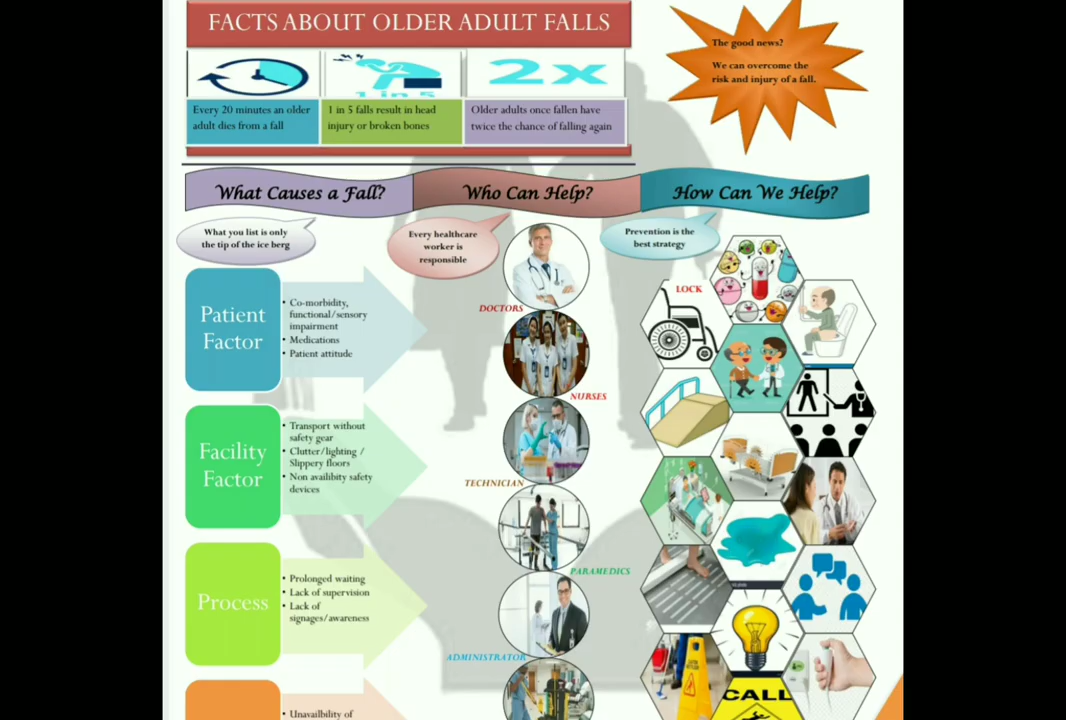 FACTS ABOUT OLDER ADULT FALLS
The good news?
We can overcome the
risk and injury of a fall.
2x
1 in 5
Every 20 minutes an older
adult dies from a fall
1 in 5 falls result in head
injury or broken bones
Older adults once fallen have
twice the chance of falling again
What Causes a Fall?
Who Can Help?
How Can We Help?
What you list is only
the tip of the ice berg
Every healthcare
worker is
responsible
Prevention is the
best strategy
Patient
Factor
• Co-morbidity,
functional/sensory
impairment
• Medications
• Patient attitude
Facility
Factor
• Transport without
safety gear
• Clutter/lighting /
Slippery floors
• Non availibity safety
devices
Process
• Prolonged waiting
• Lack of supervision
• Lack of
signages/awareness
• Unavailbility of
DOCTORS
NURSES
TECHNICIAN
PARAMEDICS
ADMINISTRATOR
LOCK
CALL